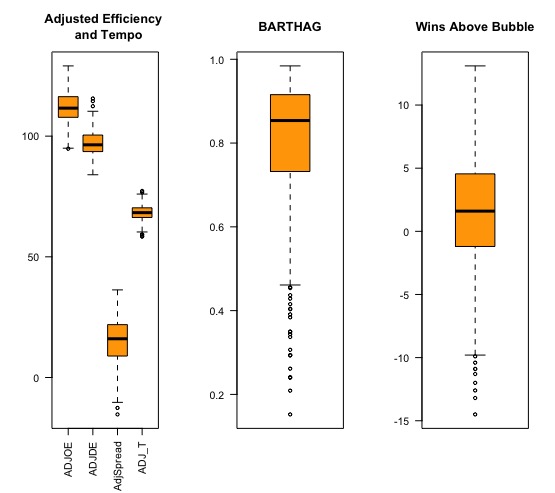 Adjusted Efficiency
and Tempo
100
50
0
ADJOE
ADJDE
AdjSpread
ADJ_T
BARTHAG
1.0
0.8
0.6
0.4
0.2
Wins Above Bubble
10
5
0
-5
-10
-15